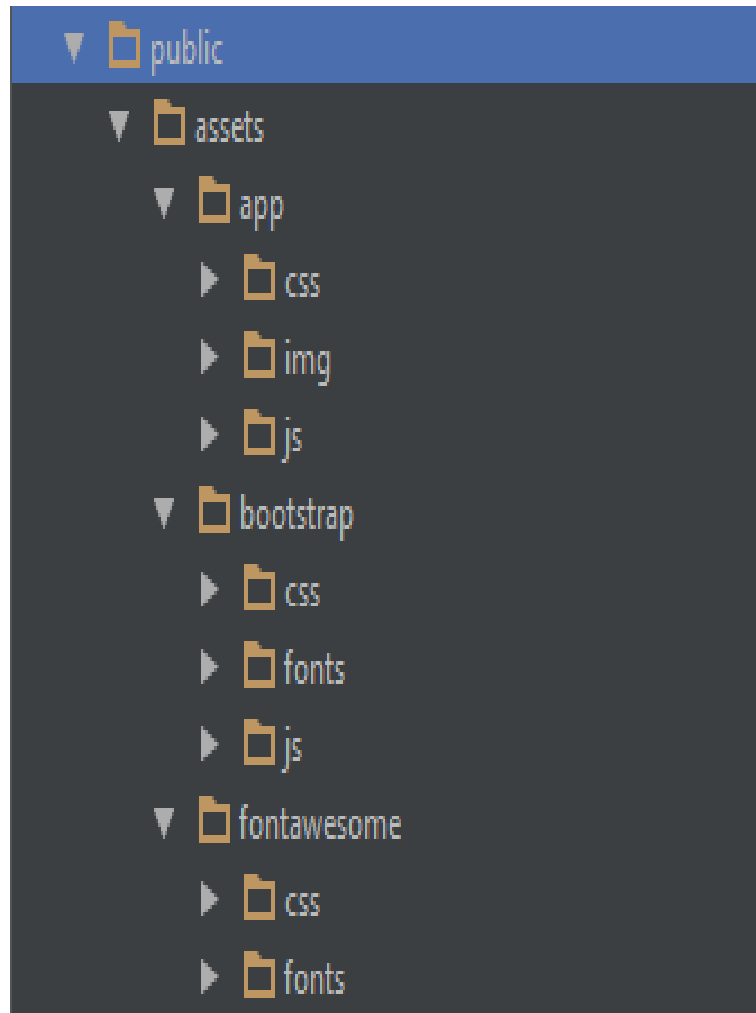 public
assets
app
css
img
js
bootstrap
css
fonts
js
fontawesome
css
fonts